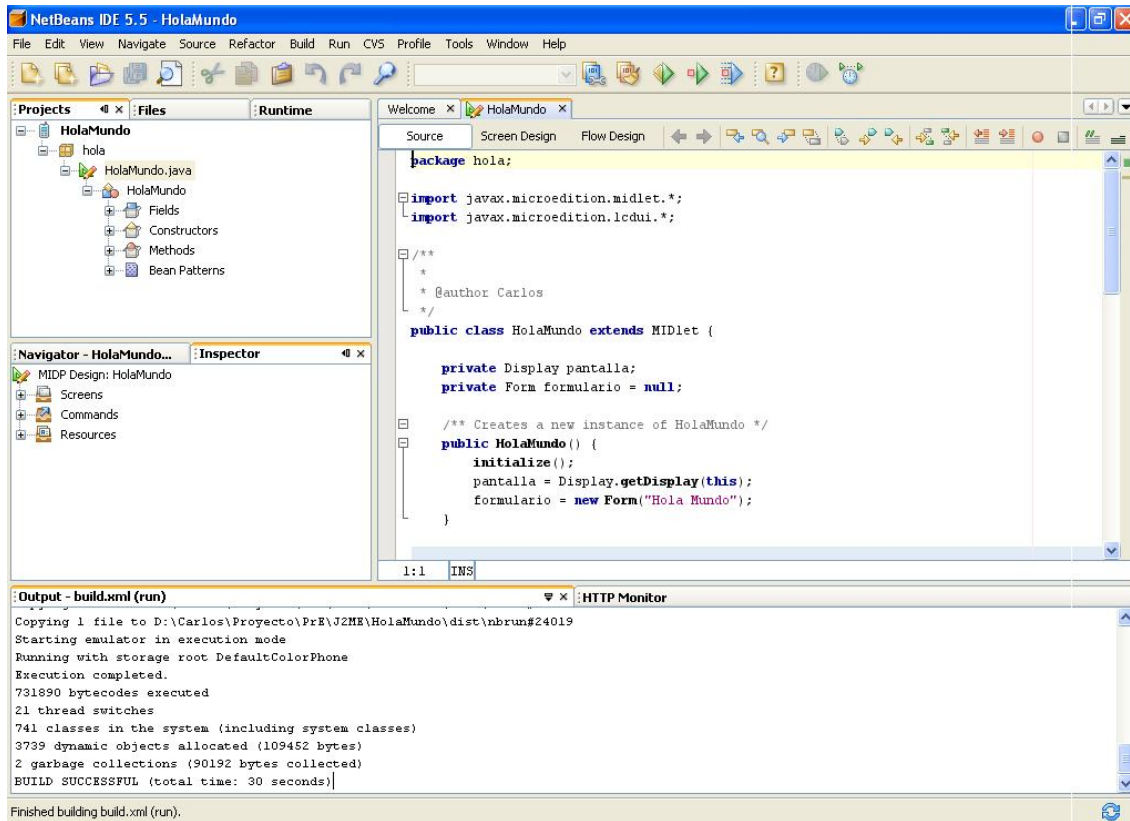 NetBeans IDE 5.5 - HolaMundo
File Edit View Navigate Source Refactor Build Run CVS Profile Tools Window Help
Projects Files Runtime
HolaMundo
hola
HolaMundo.java
HolaMundo
Fields
Constructors
Methods
Bean Patterns
Navigator - HolaMundo... Inspector
MIDP Design: HolaMundo
Screens
Commands
Resources
Welcome HolaMundo
Source Screen Design Flow Design
package hola;
import javax.microedition.midlet.*;
import javax.microedition.lcdui.*;
/**
*
* @author Carlos
*/
public class HolaMundo extends MIDlet {
private Display pantalla;
private Form formulario = null;
/** Creates a new instance of HolaMundo */
public HolaMundo() {
initialize();
pantalla = Display.getDisplay(this);
formulario = new Form("Hola Mundo");
}
1:1 INS
Output - build.xml (run) HTTP Monitor
Copying 1 file to D:\Carlos\Proyecto\PrE\J2ME\HolaMundo\dist\nbrun#24019
Starting emulator in execution mode
Running with storage root DefaultColorPhone
Execution completed.
731890 bytecodes executed
21 thread switches
741 classes in the system (including system classes)
3739 dynamic objects allocated (109452 bytes)
2 garbage collections (90192 bytes collected)
BUILD SUCCESSFUL (total time: 30 seconds)
Finished building build.xml (run).